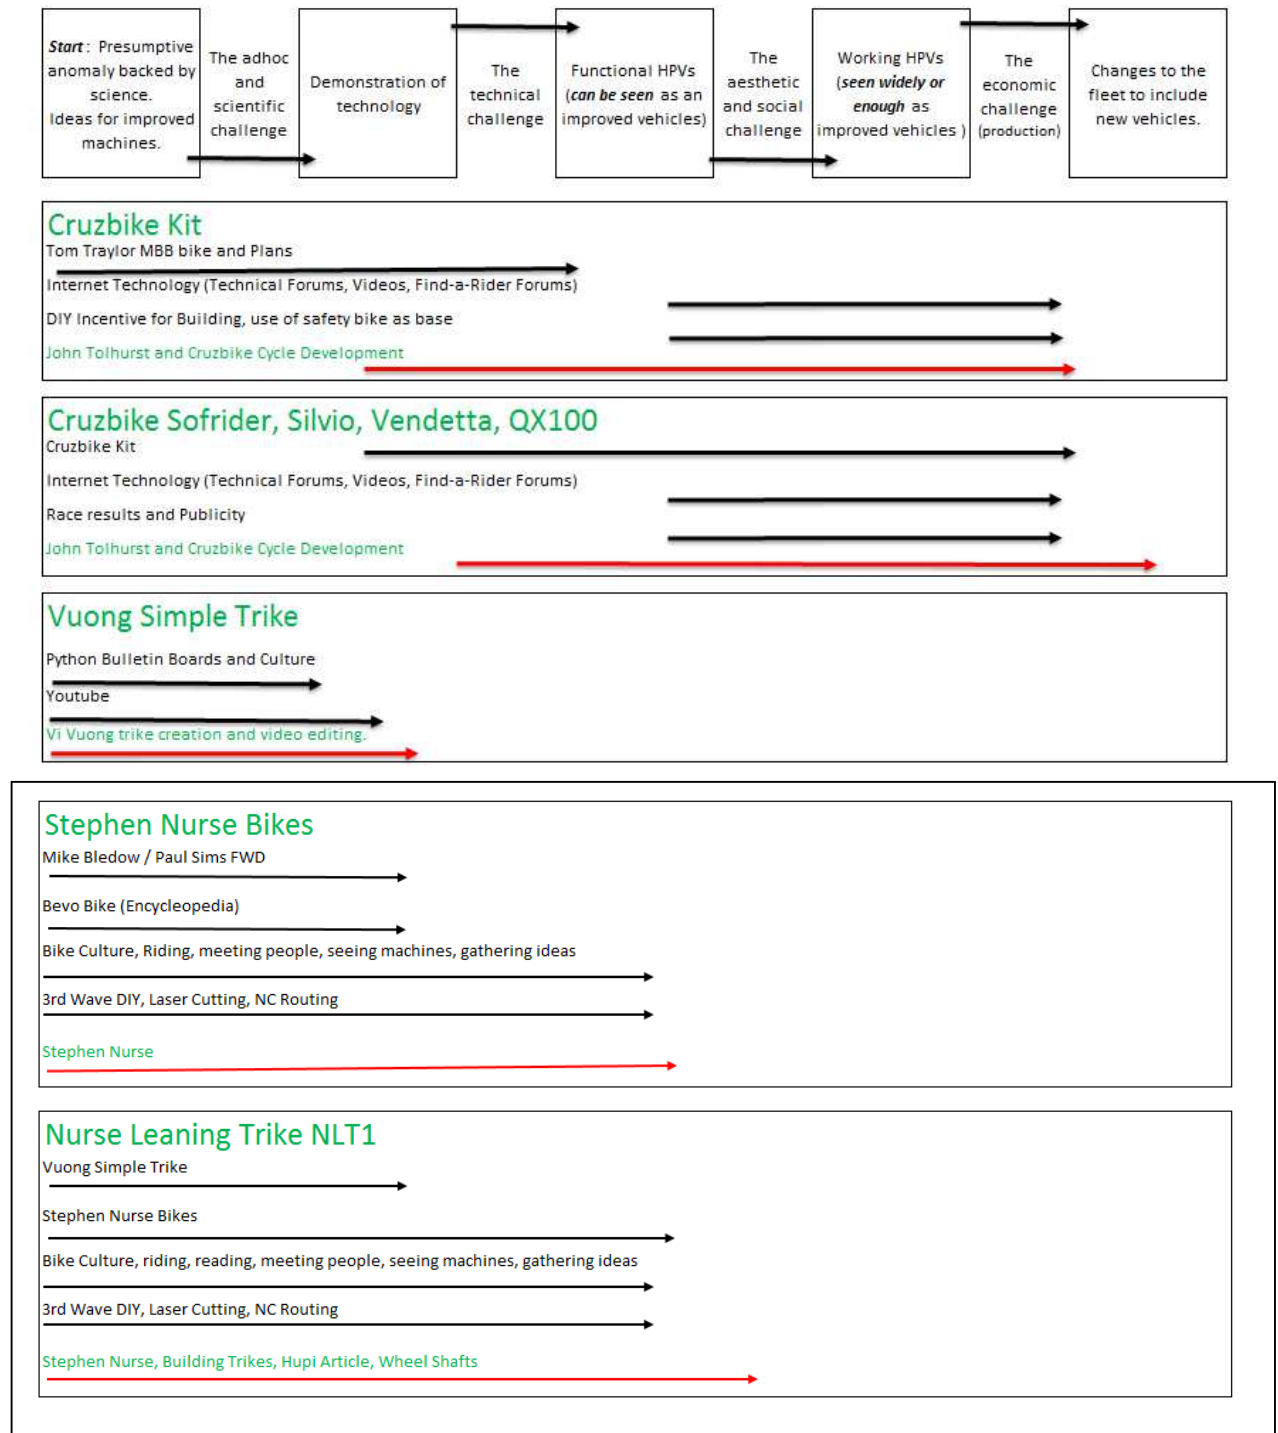 Start: Presumptive
anomaly backed by
science.
Ideas for improved
machines.
The adhoc
and
scientific
challenge
Demonstration of
technology
The
technical
challenge
Functional HPVs
(can be seen as an
improved vehicles)
The
aesthetic
and social
challenge
Working HPVs
(seen widely or
enough as
improved vehicles )
The
economic
challenge
(production)
Changes to the
fleet to include
new vehicles.
Cruzbike Kit
Tom Traylor MBB bike and Plans
Internet Technology (Technical Forums, Videos, Find-a-Rider Forums)
DIY Incentive for Building, use of safety bike as base
John Tolhurst and Cruzbike Cycle Development
Cruzbike Sofrider, Silvio, Vendetta, QX100
Cruzbike Kit
Internet Technology (Technical Forums, Videos, Find-a-Rider Forums)
Race results and Publicity
John Tolhurst and Cruzbike Cycle Development
Vuong Simple Trike
Python Bulletin Boards and Culture
Youtube
Vi Vuong trike creation and video editing.
Stephen Nurse Bikes
Mike Bledow / Paul Sims FWD
Bevo Bike (Encycleopedia)
Bike Culture, Riding, meeting people, seeing machines, gathering ideas
3rd Wave DIY, Laser Cutting, NC Routing
Stephen Nurse
Nurse Leaning Trike NLT1
Vuong Simple Trike
Stephen Nurse Bikes
Bike Culture, riding, reading, meeting people, seeing machines, gathering ideas
3rd Wave DIY, Laser Cutting, NC Routing
Stephen Nurse, Building Trikes, Hupi Article, Wheel Shafts